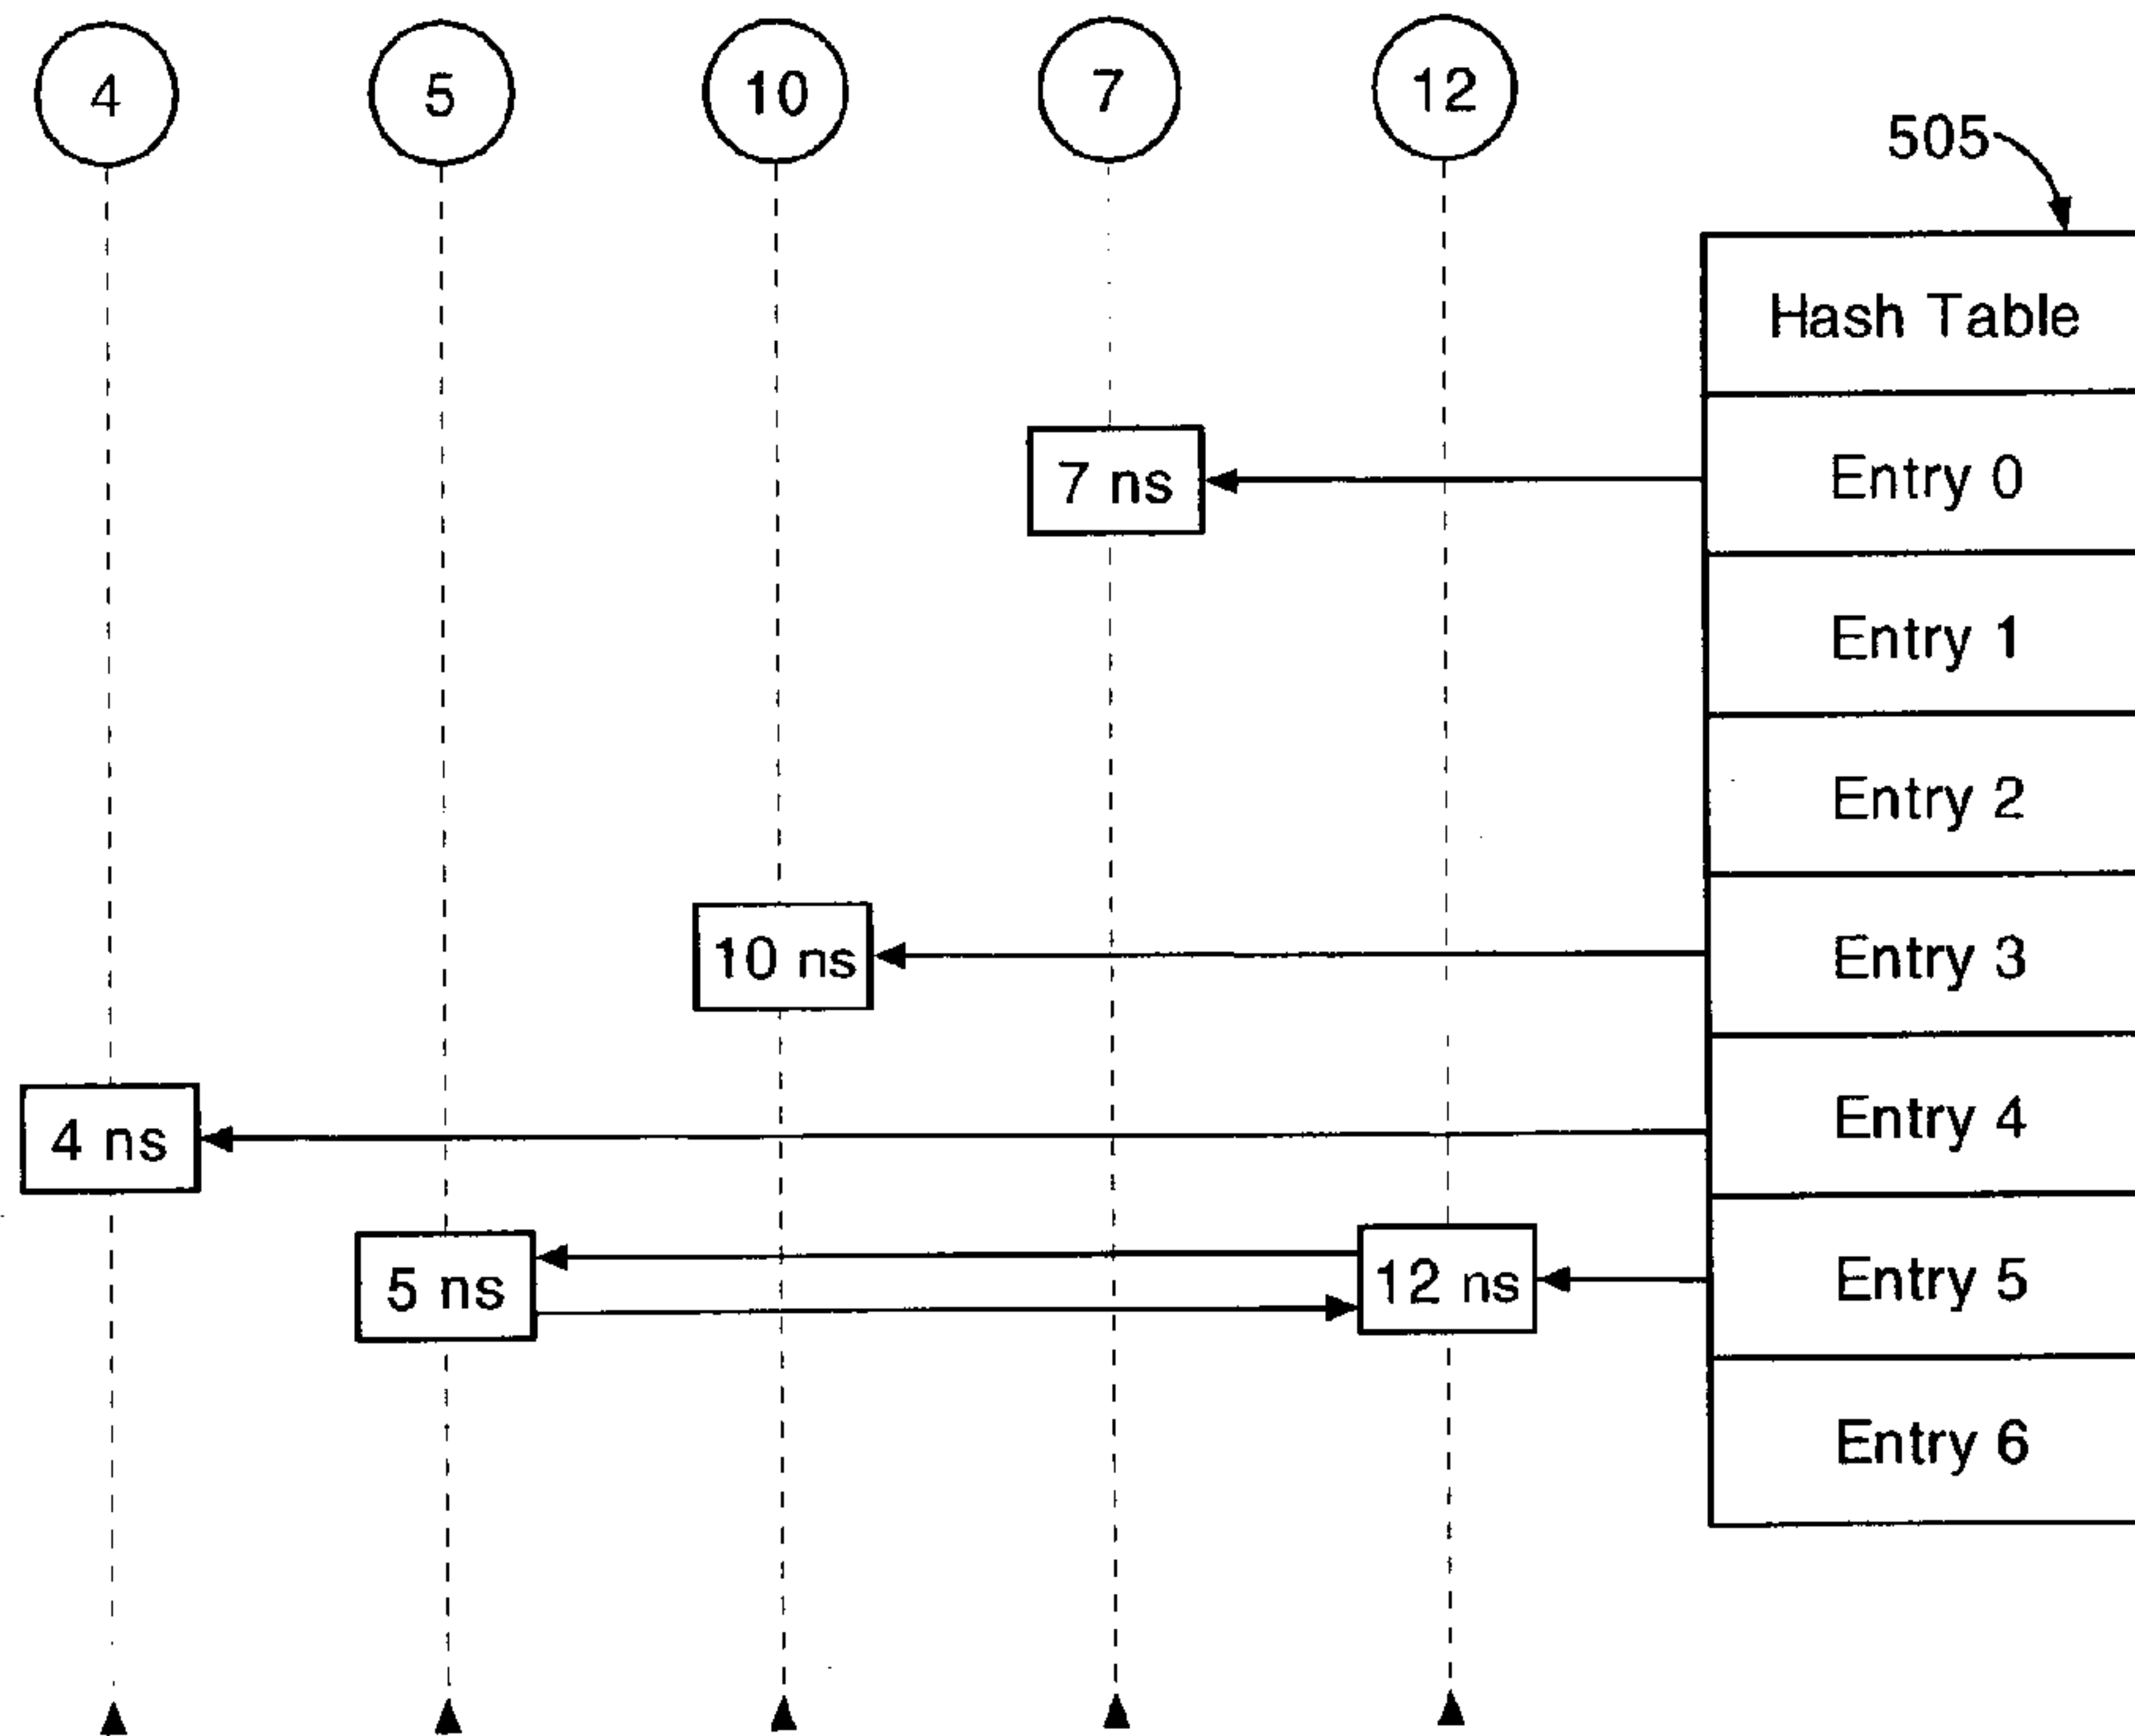 4
5
10
7
12
505
Hash Table
7 ns
Entry 0
Entry 1
Entry 2
10 ns
Entry 3
4 ns
Entry 4
5 ns
12 ns
Entry 5
Entry 6